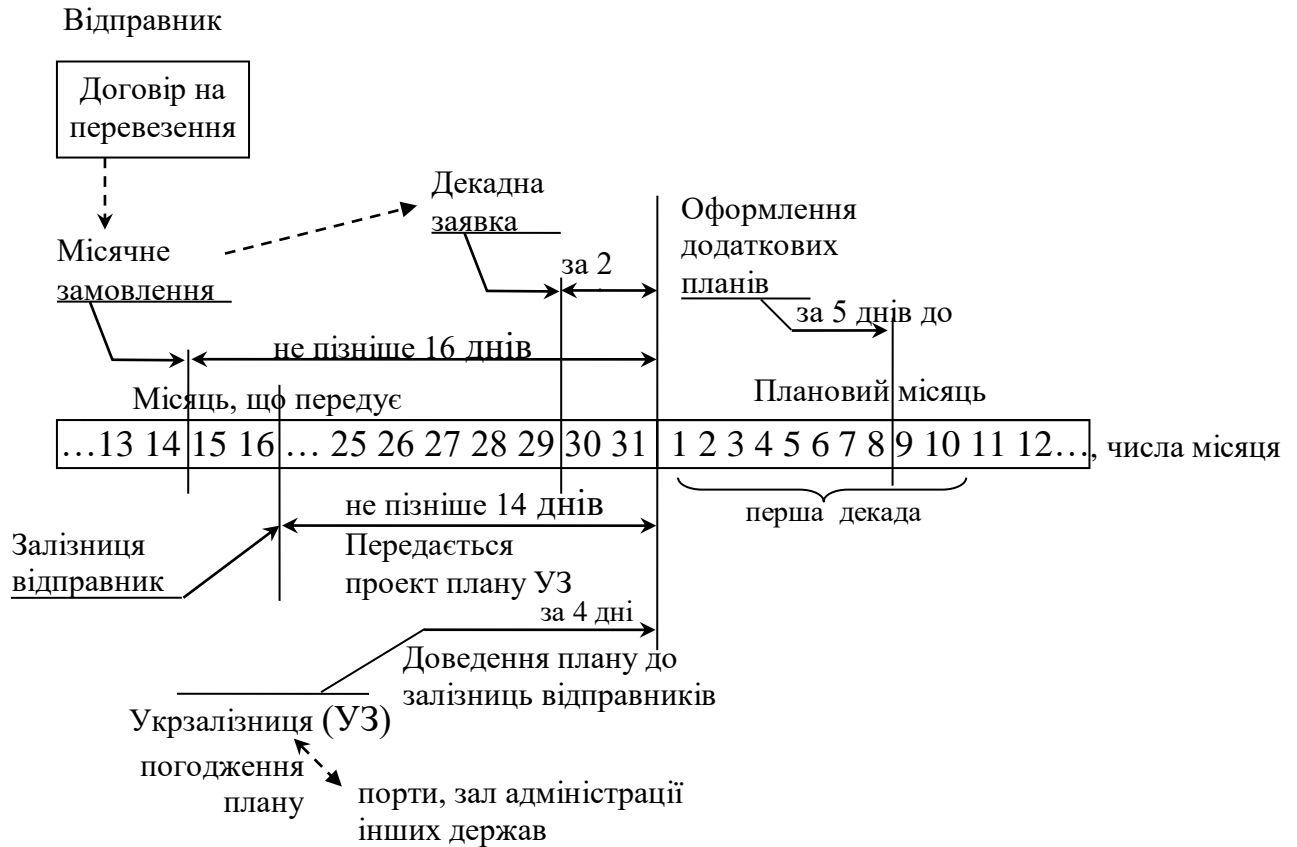 Відправник
Договір на
перевезення
Декадна
заявка
Оформлення
додаткових
планів
Місячне
замовлення
за 2
за 5 днів до
не пізніше 16 днів
Місяць, що передує
Плановий місяць
…13 14 15 16 … 25 26 27 28 29 30 31 1 2 3 4 5 6 7 8 9 10 11 12…, числа місяця
не пізніше 14 днів
перша декада
Залізниця
відправник
Передається
проект плану УЗ
за 4 дні
Доведення плану до
залізниць відправників
Укрзалізниця (УЗ)
погодження
плану
порти, зал адміністрації
інших держав